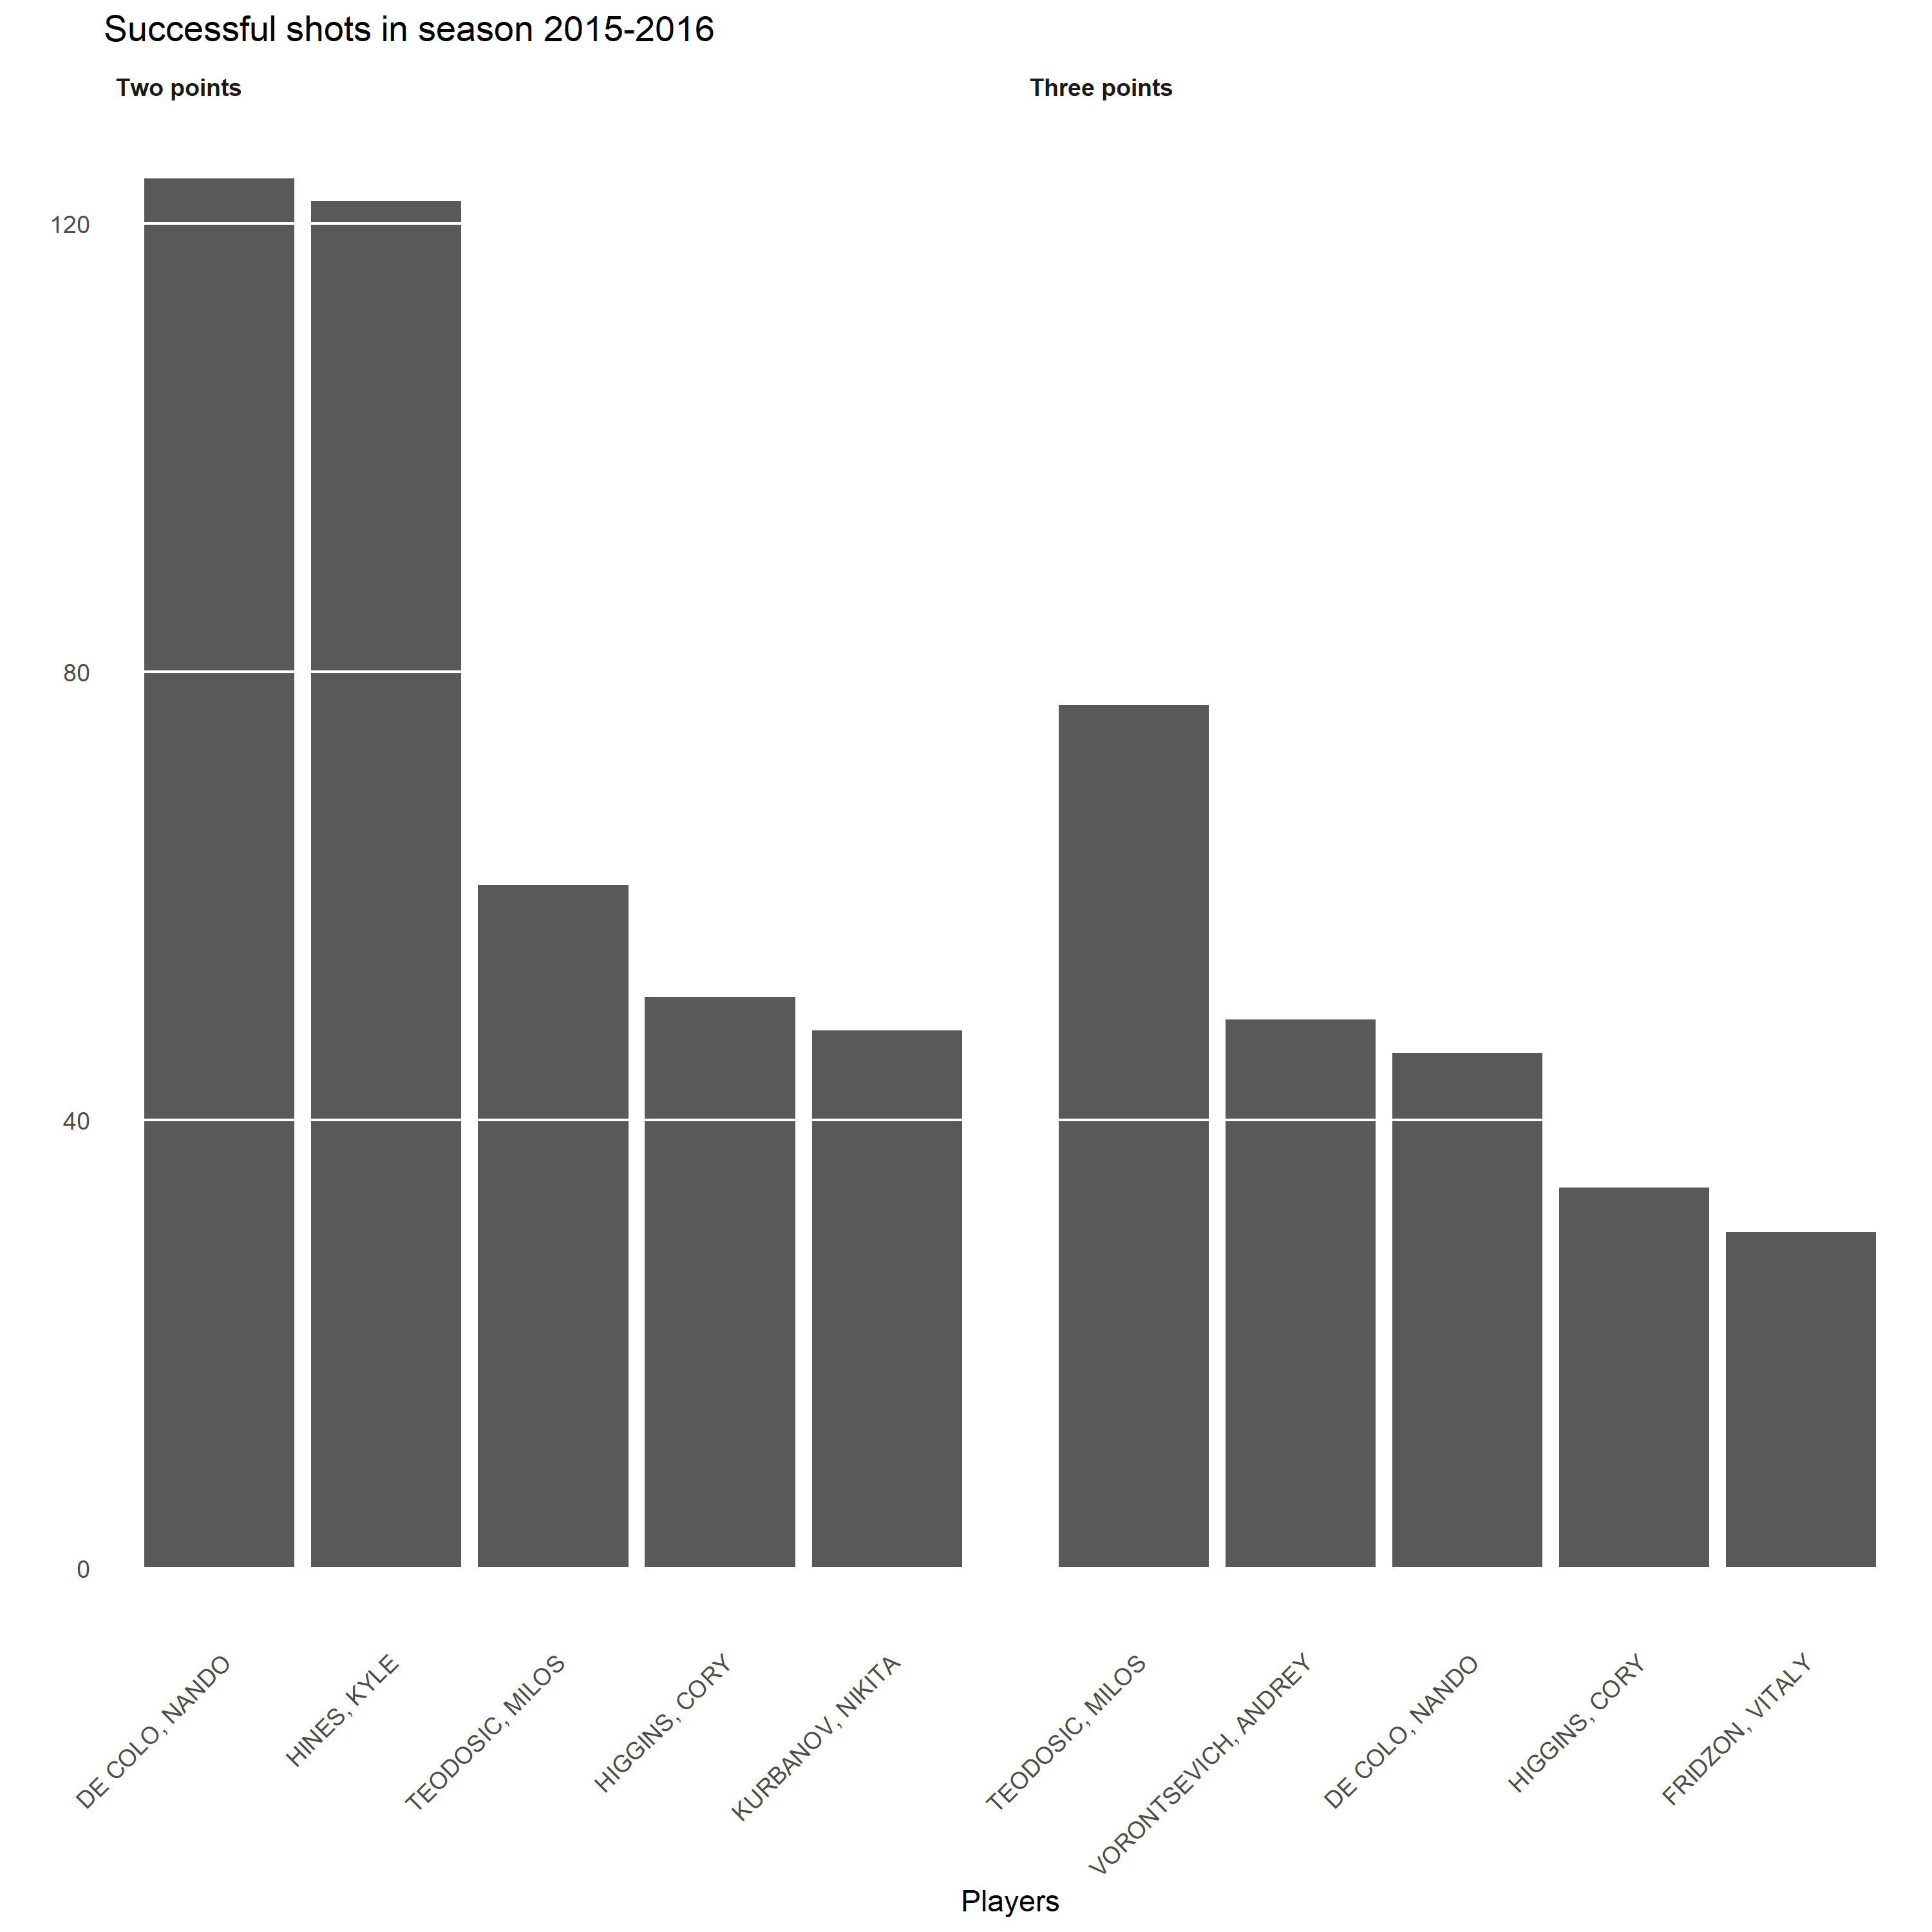 Successful shots in season 2015-2016
Two points
Three points
120
80
40
0
DE COLO, NANDO
HINES, KYLE
TEODOSIC, MILOS
HIGGINS, CORY
KURBANOV, NIKITA
TEODOSIC, MILOS
VORONTSEVICH, ANDREY
DE COLO, NANDO
HIGGINS, CORY
FRIDZON, VITALY
Players